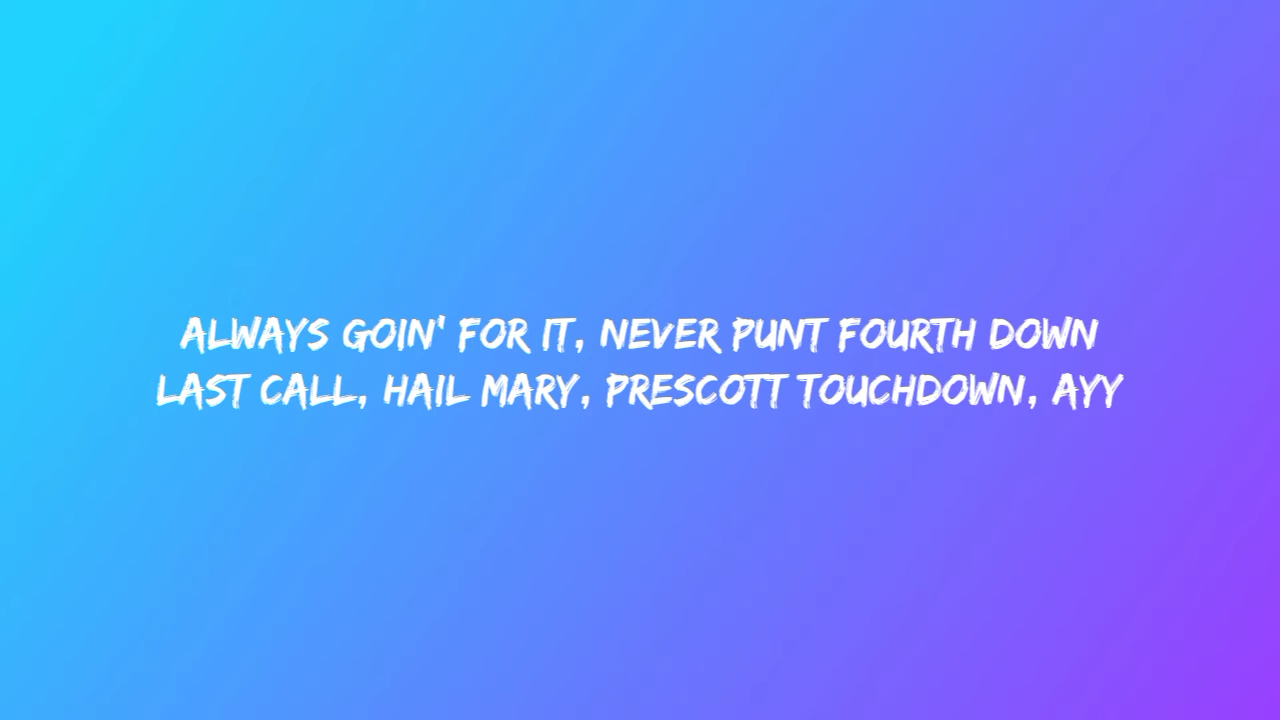 ALWAYS GOIN' FOR IT, NEVER PUNT FOURTH DOWN
LAST CALL, HAIL MARY, PRESCOTT TOUCHDOWN, AYY